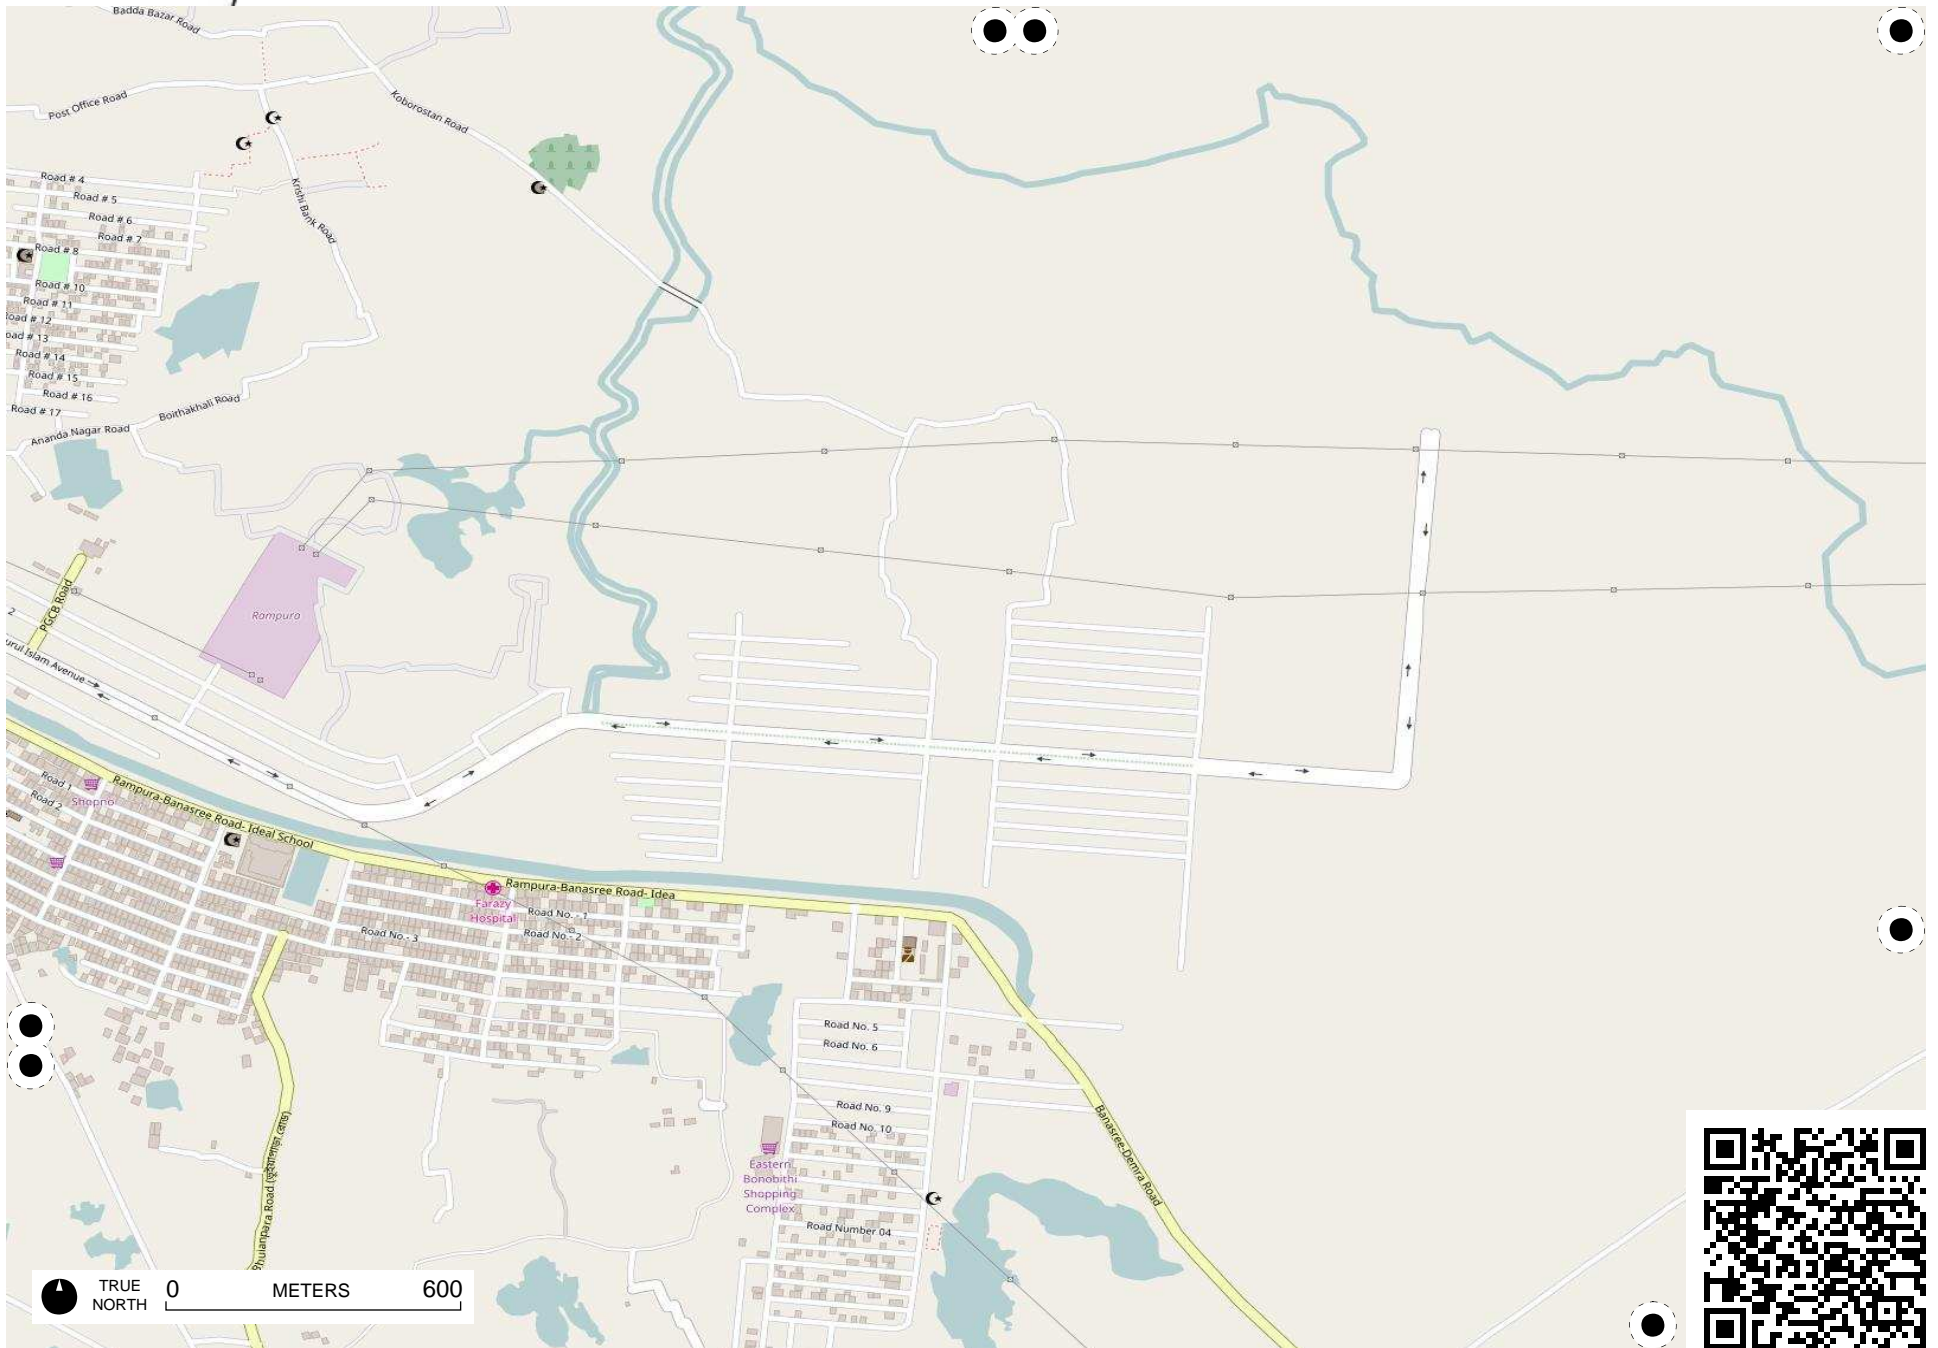 Badda Bazar Road
Post Office Road
Koborostan Road
Krishi Bank Road
Road # 4
Road # 5
Road # 6
Road # 7
Road # 8
Road # 10
Road # 11
oad # 12
oad # 13
Road # 14
Road # 15
Road # 16
Road # 17
Boithakhali Road
Ananda Nagar Road
PGCB Road
Rampura
2
urul Islam Avenue
Road 1
Road 2
Shopno
Rampura-Banasree Road- Ideal School
Rampura-Banasree Road- Idea
Farazy
Hospital
Road No. - 1
Road No.- 2
Road No.- 3
Road No. 5
Road No. 6
Road No. 9
Road No. 10
Banasree-Demra Road
Eastern
Bonobithi
Shopping
Complex
Road Number 04
Bhuianpara Road
TRUE
NORTH
0 METERS 600